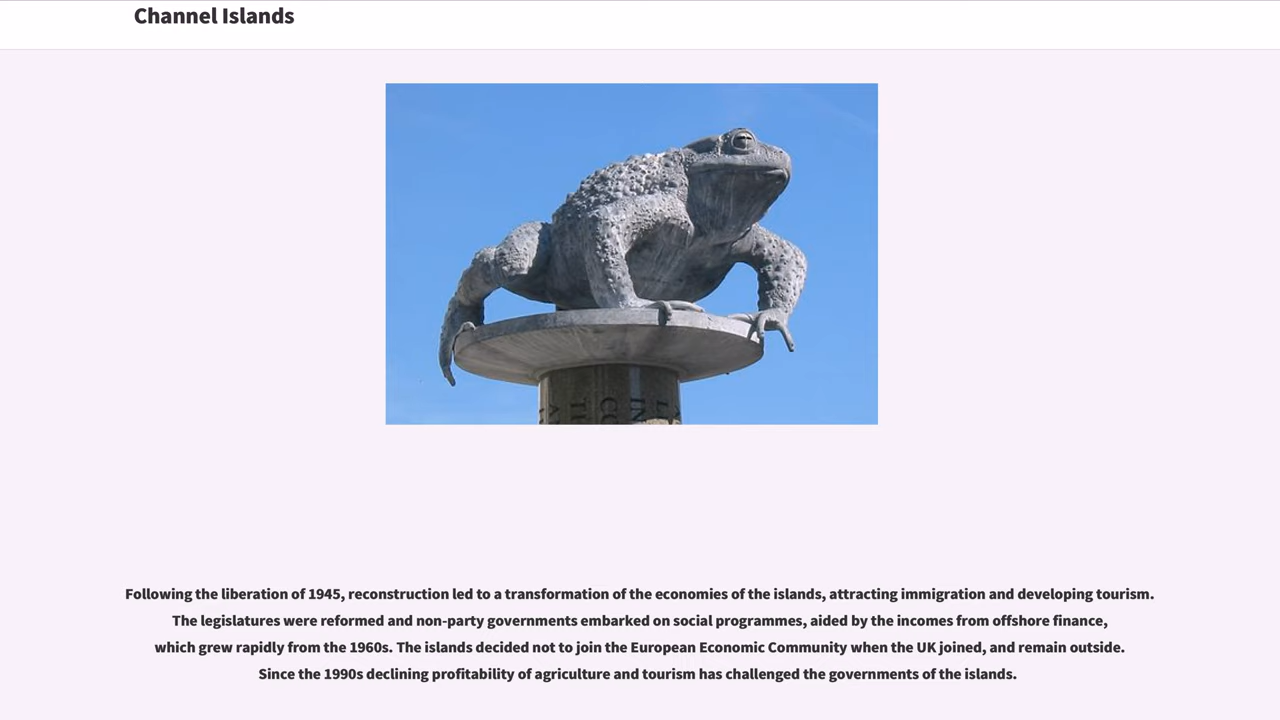 Channel Islands
Following the liberation of 1945, reconstruction led to a transformation of the economies of the islands, attracting immigration and developing tourism.
The legislatures were reformed and non-party governments embarked on social programmes, aided by the incomes from offshore finance,
which grew rapidly from the 1960s. The islands decided not to join the European Economic Community when the UK joined, and remain outside.
Since the 1990s declining profitability of agriculture and tourism has challenged the governments of the islands.